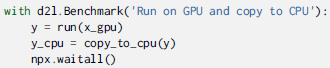 with d2l.Benchmark('Run on GPU and copy to CPU'):
    y = run(x_gpu)
    y_cpu = copy_to_cpu(y)
    npx.waitall()